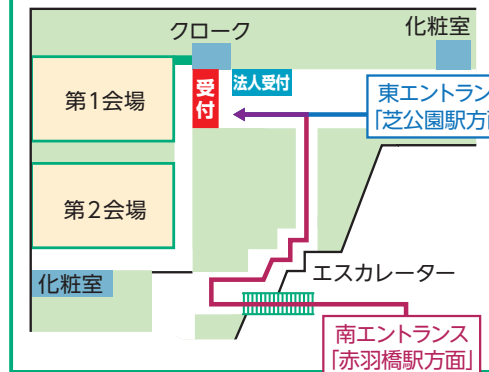 クローク
化粧室
第1会場
受付
法人受付
東エントラン
「芝公園駅方面
第2会場
化粧室
エスカレーター
南エントランス
「赤羽橋駅方面」